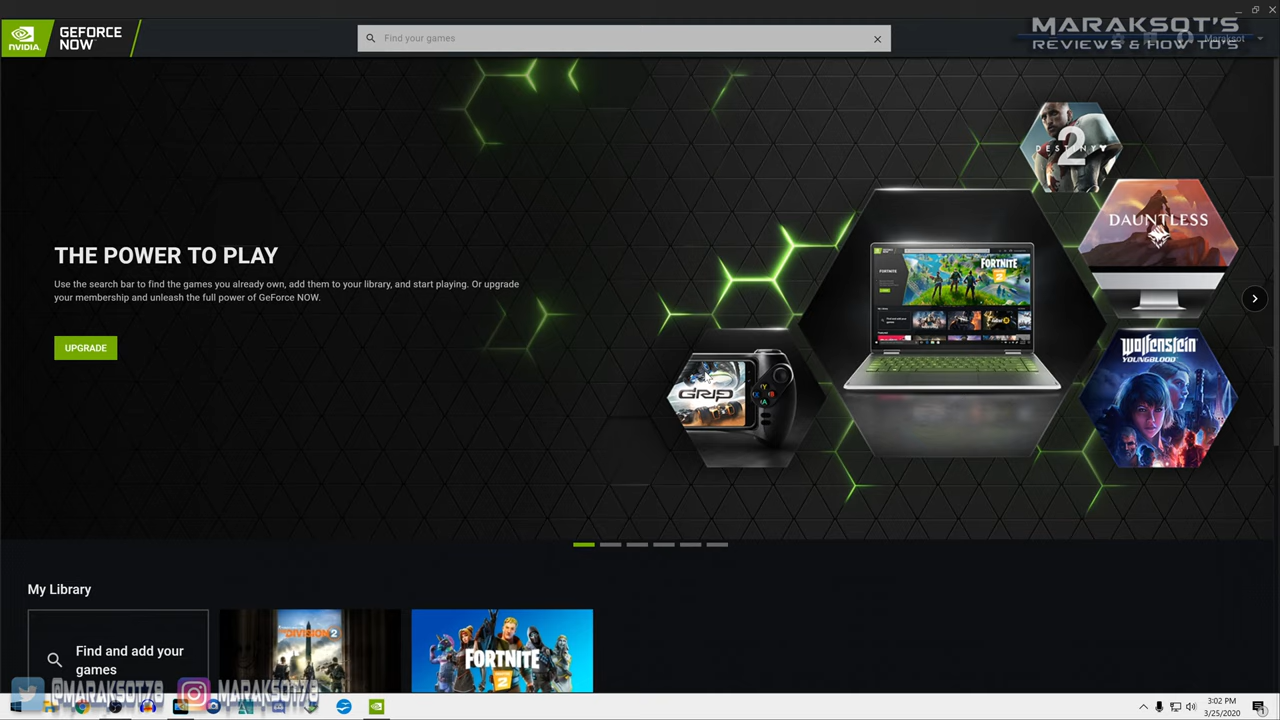 NVIDIA.
GEFORCE
NOW
Find your games
MARAKSOT'S
REVIEWS & HOW TO'S
Maraksot
DESTINY
2
DAUNTLESS
FORTNITE
THE POWER TO PLAY
Use the search bar to find the games you already own, add them to your library, and start playing. Or upgrade
your membership and unleash the full power of GeForce NOW.
UPGRADE
GRIP
Y
X
B
A
Wolfenstein
YOUNGBLOOD
My Library
Find and add your
games
THE DIVISION 2
FORTNITE
2
@MARAKSOT78
MARAKSOT78
3:02 PM
3/25/2020